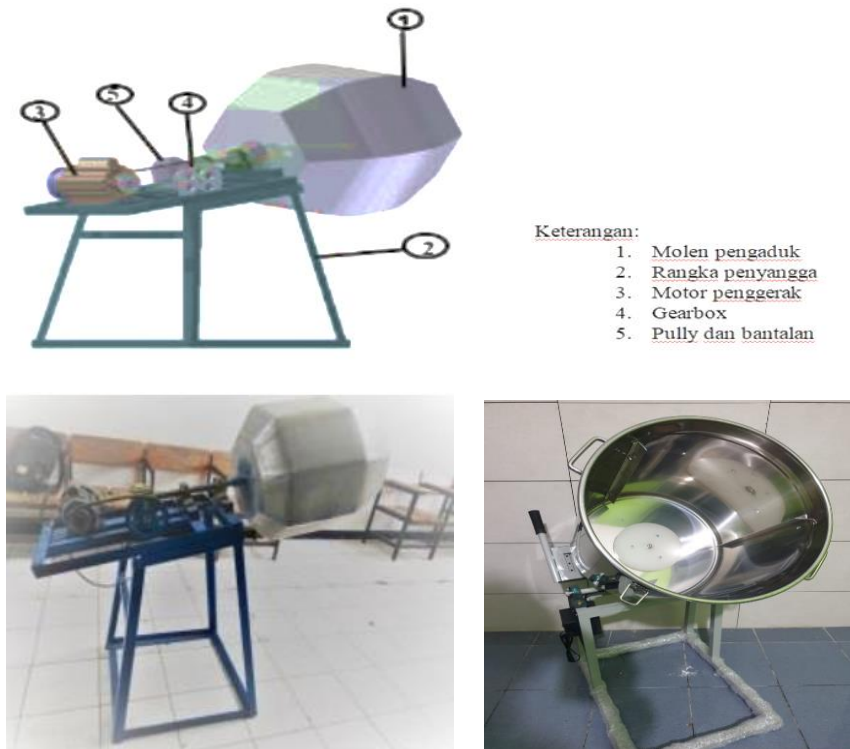 1
5
4
3
2
Keterangan:
1. Molen pengaduk
2. Rangka penyangga
3. Motor penggerak
4. Gearbox
5. Pully dan bantalan